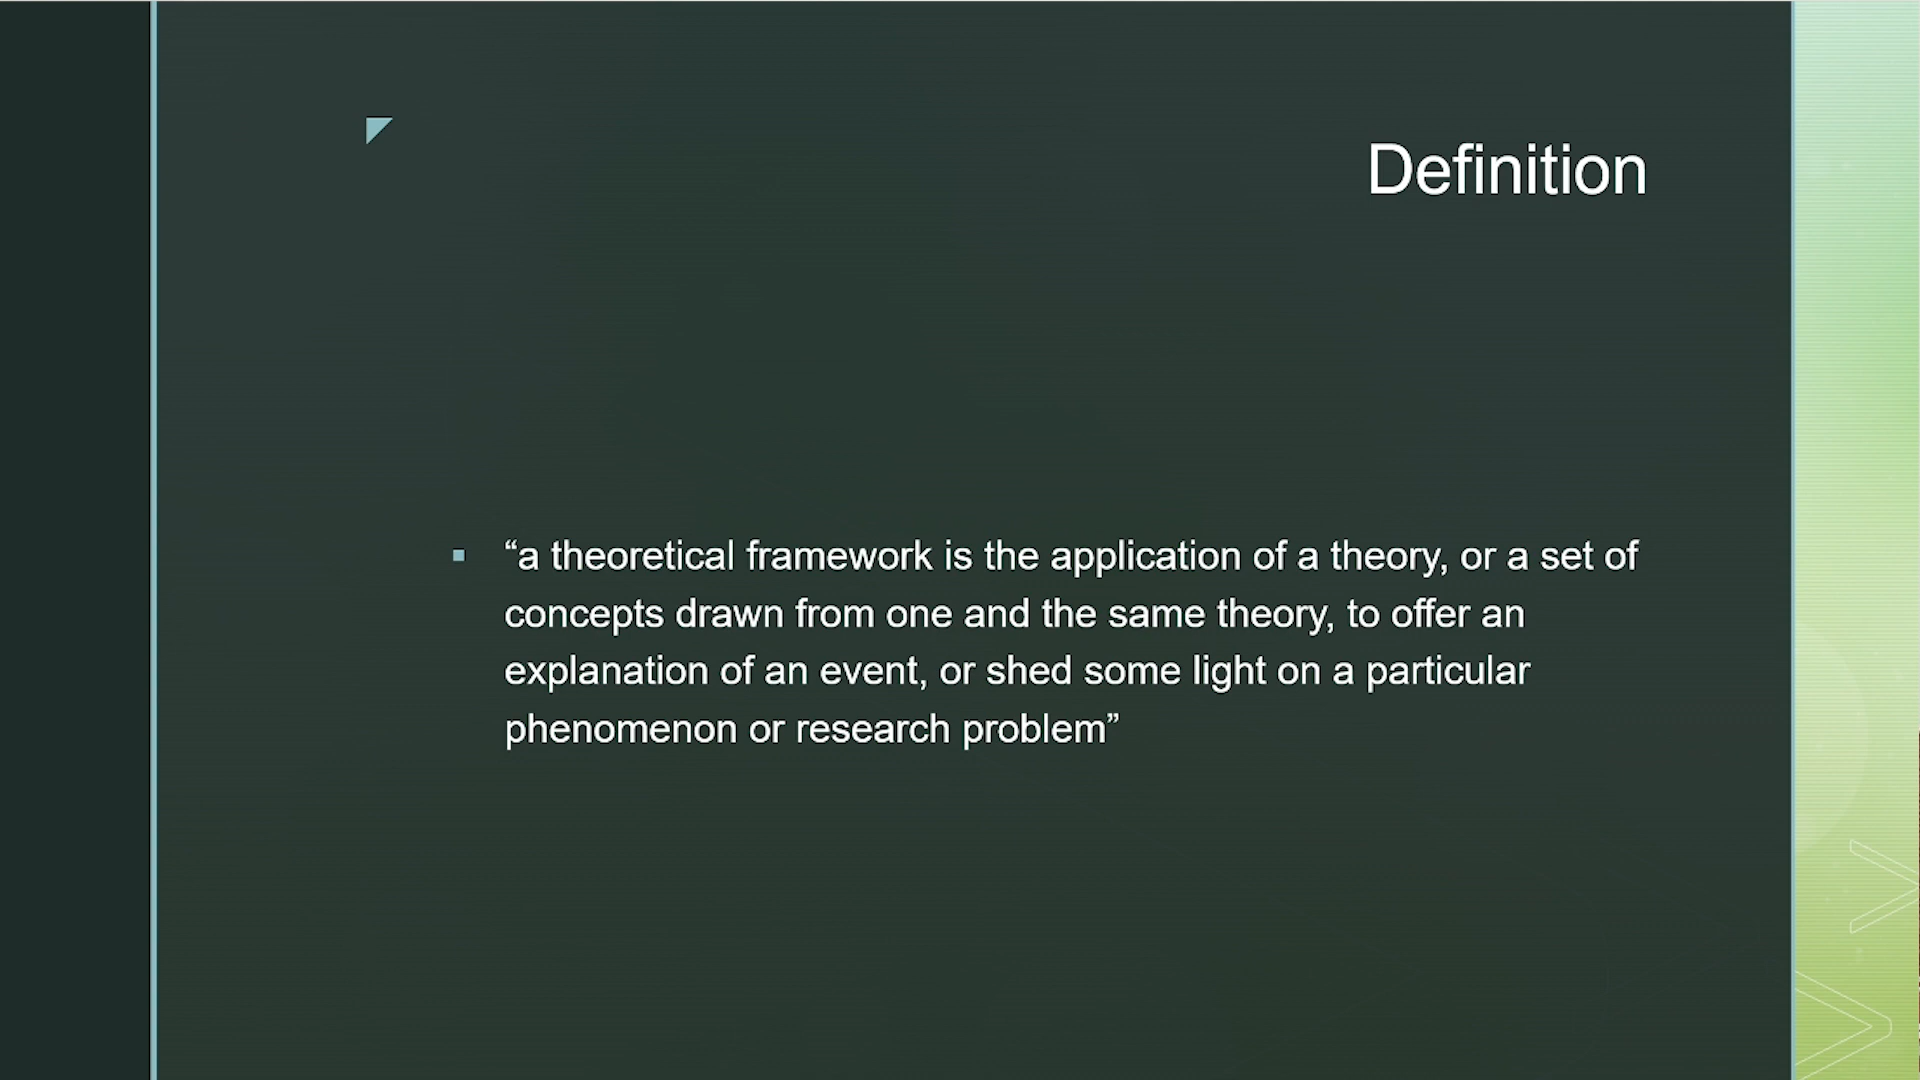 Definition
“a theoretical framework is the application of a theory, or a set of
concepts drawn from one and the same theory, to offer an
explanation of an event, or shed some light on a particular
phenomenon or research problem”